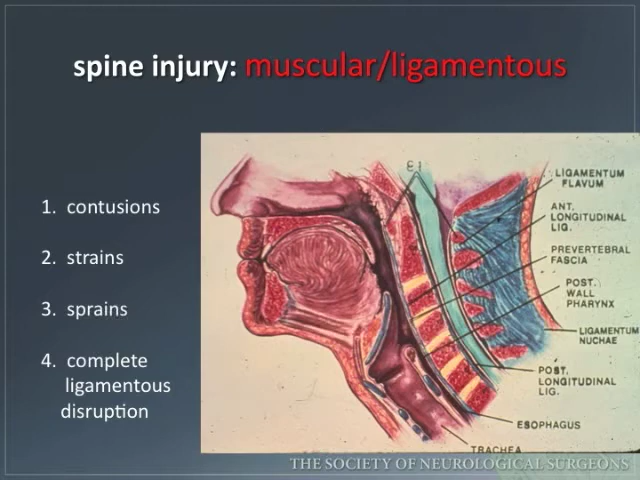 spine injury: muscular/ligamentous
1. contusions
2. strains
3. sprains
4. complete
ligamentous
disruption
C1
LIGAMENTUM
FLAVUM
ANT.
LONGITUDINAL
LIG.
PREVERTEBRAL
FASCIA
POST.
WALL
PHARYNX
LIGAMENTUM
NUCHAE
POST.
LONGITUDINAL
LIG.
ESOPHAGUS
TRACHEA
THE SOCIETY OF NEUROLOGICAL SURGEONS